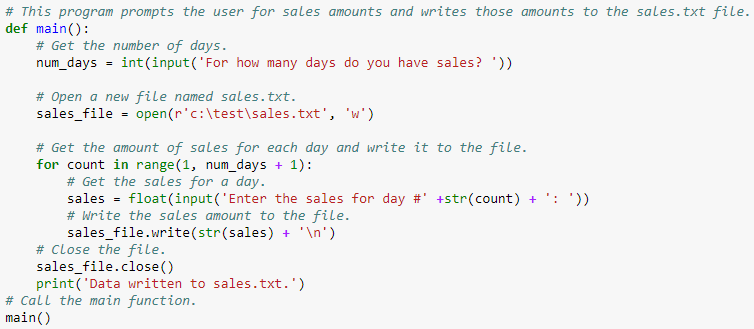 # This program prompts the user for sales amounts and writes those amounts to the sales.txt file.
def main():
    # Get the number of days.
    num_days = int(input('For how many days do you have sales? '))

    # Open a new file named sales.txt.
    sales_file = open(r'c:\test\sales.txt', 'w')

    # Get the amount of sales for each day and write it to the file.
    for count in range(1, num_days + 1):
        # Get the sales for a day.
        sales = float(input('Enter the sales for day #' +str(count) + ': '))
        # Write the sales amount to the file.
        sales_file.write(str(sales) + '\n')
    # Close the file.
    sales_file.close()
    print('Data written to sales.txt.')
# Call the main function.
main()